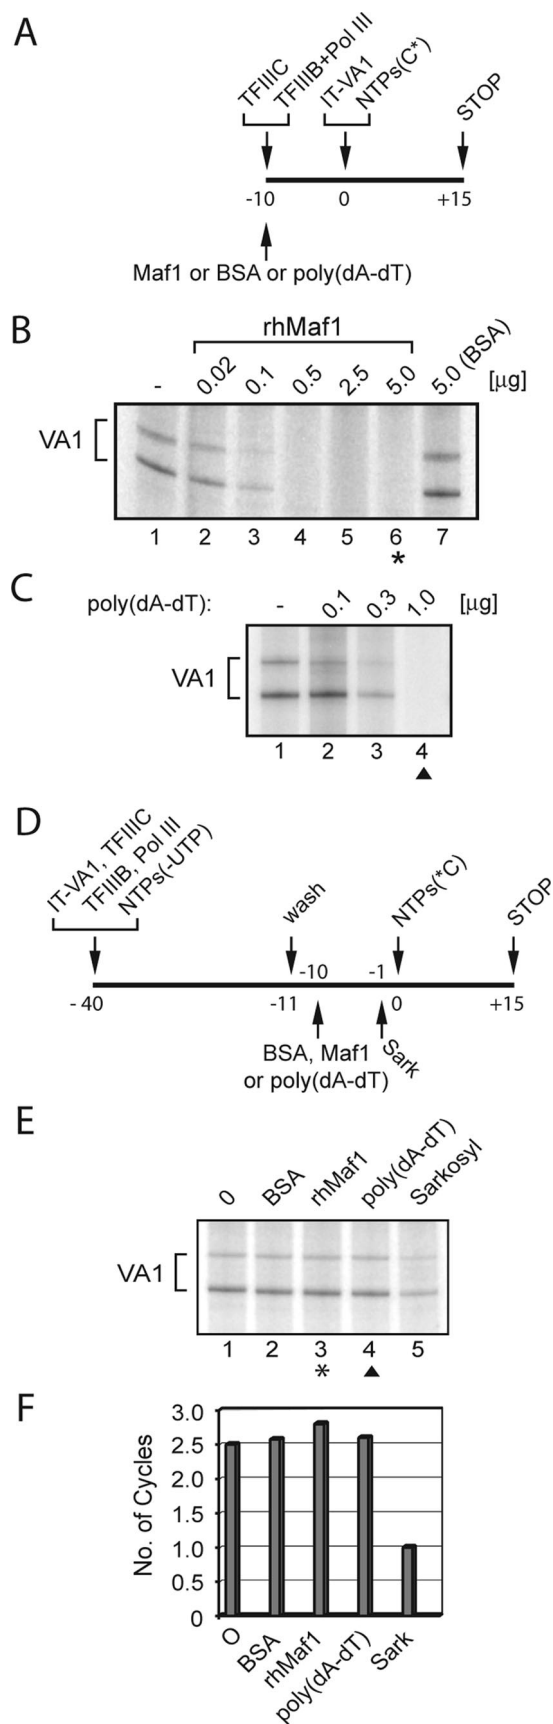 A
TFIIIC
TFIIIB+Pol III
IT-VA1
NTPs(C*)
STOP
-10
0
+15
Maf1 or BSA or poly(dA-dT)
B
rhMaf1
- 0.02 0.1 0.5 2.5 5.0 5.0 (BSA) [µg]
VA1
1 2 3 4 5 6 7
*
C
poly(dA-dT): - 0.1 0.3 1.0 [µg]
VA1
1 2 3 4
▲
D
IT-VA1, TFIIIC
TFIIIB, Pol III
NTPs(-UTP)
wash
NTPs(*C)
STOP
-10 -1
- 40 -11 0 +15
BSA, Maf1
or poly(dA-dT)
Sark
E
0 BSA rhMaf1 poly(dA-dT) Sarkosyl
VA1
1 2 3 4 5
* ▲
F
No. of Cycles
3.0
2.5
2.0
1.5
1.0
0.5
0
O BSA rhMaf1 poly(dA-dT) Sark